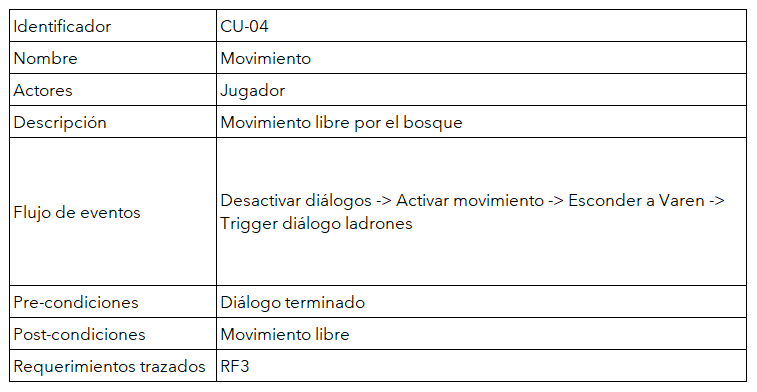 Identificador CU-04
Nombre Movimiento
Actores Jugador
Descripción Movimiento libre por el bosque
Flujo de eventos Desactivar diálogos -> Activar movimiento -> Esconder a Varen ->
Trigger diálogo ladrones
Pre-condiciones Diálogo terminado
Post-condiciones Movimiento libre
Requerimientos trazados RF3